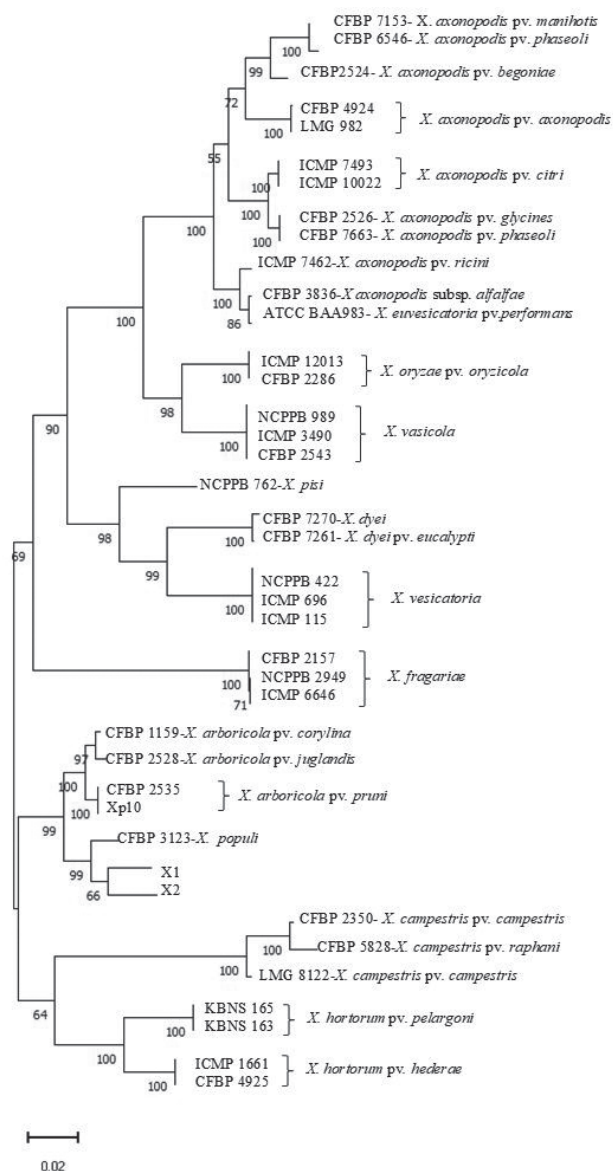 CFBP 7153- X. axonopodis pv. manihotis
CFBP 6546- X. axonopodis pv. phaseoli
100
99
CFBP2524- X. axonopodis pv. begoniae
72
CFBP 4924
LMG 982
X. axonopodis pv. axonopodis
100
55
ICMP 7493
ICMP 10022
X. axonopodis pv. citri
100
100
CFBP 2526- X. axonopodis pv. glycines
CFBP 7663- X. axonopodis pv. phaseoli
100
100
ICMP 7462-X. axonopodis pv. ricini
CFBP 3836-X axonopodis subsp. alfalfae
ATCC BAA983- X. euvesicatoria pv.performans
86
100
ICMP 12013
CFBP 2286
X. oryzae pv. oryzicola
100
98
NCPPB 989
ICMP 3490
CFBP 2543
X. vasicola
100
90
NCPPB 762-X. pisi
98
CFBP 7270-X. dyei
CFBP 7261- X. dyei pv. eucalypti
100
99
69
NCPPB 422
ICMP 696
ICMP 115
X. vesicatoria
100
CFBP 2157
NCPPB 2949
ICMP 6646
X. fragariae
100
71
CFBP 1159-X. arboricola pv. corylina
CFBP 2528-X. arboricola pv. juglandis
97
100
CFBP 2535
Xp10
X. arboricola pv. pruni
100
99
CFBP 3123-X. populi
99
X1
X2
66
CFBP 2350- X. campestris pv. campestris
CFBP 5828-X. campestris pv. raphani
100
LMG 8122-X. campestris pv. campestris
100
64
KBNS 165
KBNS 163
X. hortorum pv. pelargoni
100
100
ICMP 1661
CFBP 4925
X. hortorum pv. hederae
100
0.02